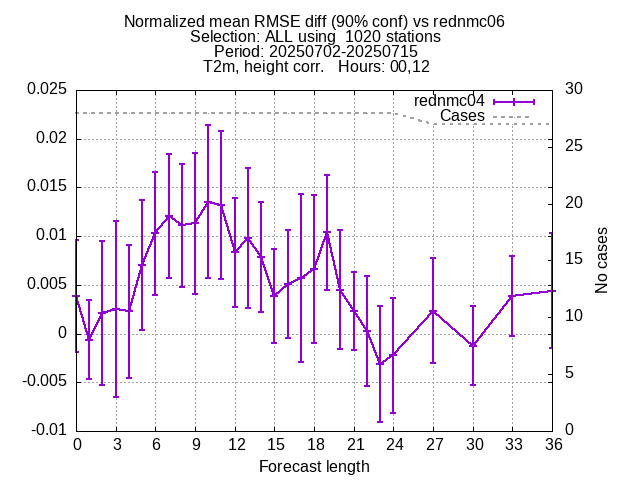 Normalized mean RMSE diff (90% conf) vs rednmc06
Selection: ALL using  1020 stations
Period: 20250702-20250715
T2m, height corr.   Hours: 00,12
0.025
0.02
0.015
0.01
0.005
0
-0.005
-0.01
30
25
20
15
10
5
0
rednmc04
Cases
No cases
0 3 6 9 12 15 18 21 24 27 30 33 36
Forecast length